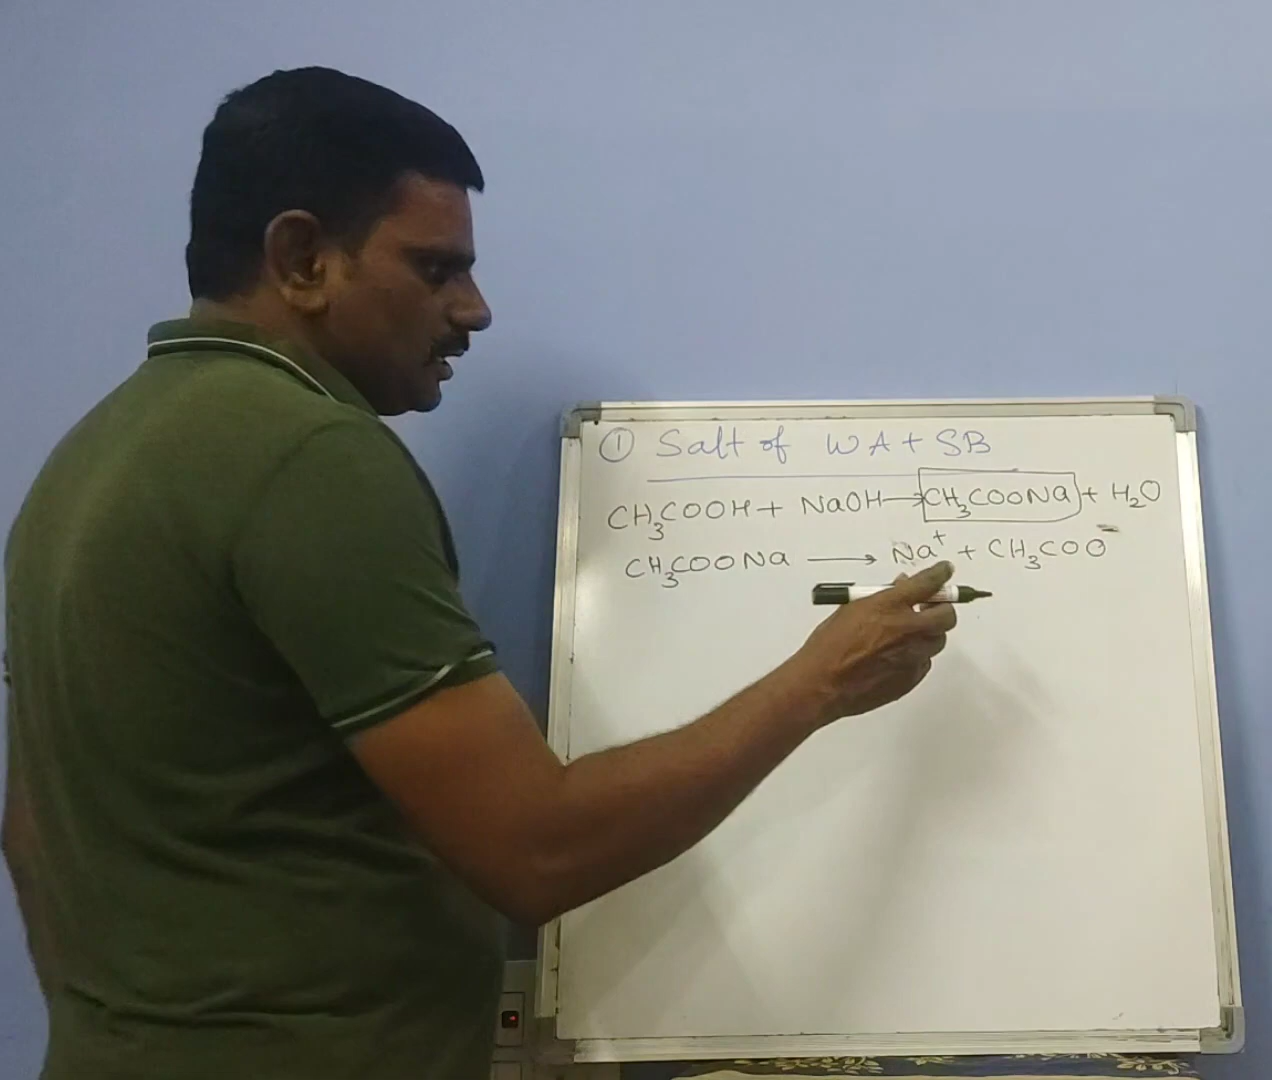 ① Salt of WA + SB
CH₃COOH + NaOH → CH₃COONa + H₂O
CH₃COONa → Na⁺ + CH₃COO⁻